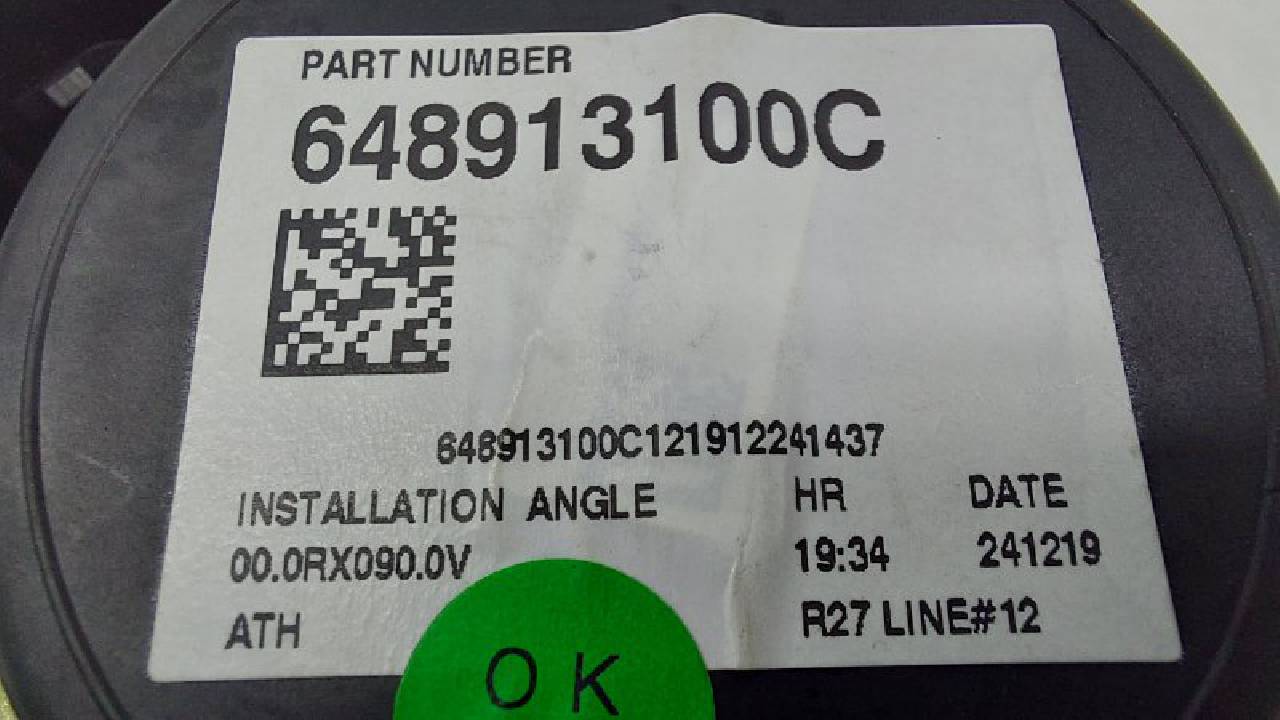 PART NUMBER
648913100C
648913100C121912241437
INSTALLATION ANGLE HR DATE
00.0RX090.0V 19:34 241219
ATH R27 LINE#12
OK